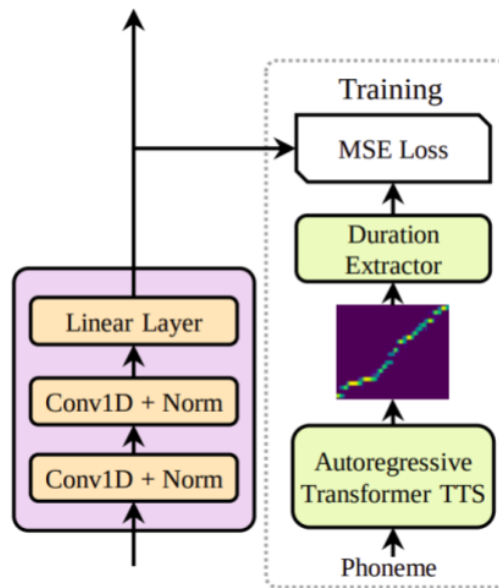 Training
MSE Loss
Duration
Extractor
Linear Layer
Conv1D + Norm
Conv1D + Norm
Autoregressive
Transformer TTS
Phoneme